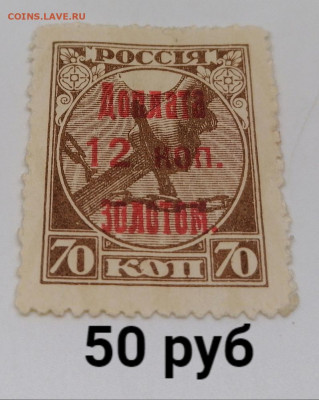 COINS.LAVE.RU
РОССІЯ
Доплата
12 коп.
золотом.
70 КОП 70
50 руб